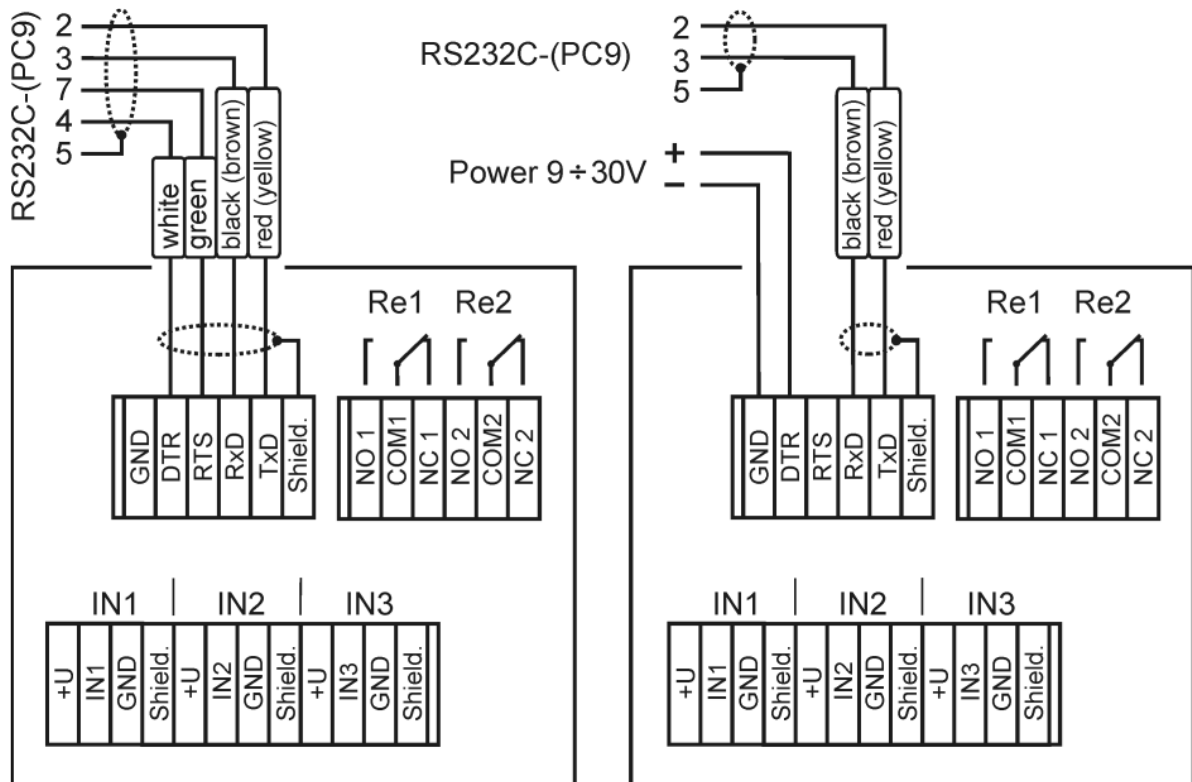 RS232C-(PC9)
2
3
7
4
5
white
green
black (brown)
red (yellow)
Re1 Re2
GND
DTR
RTS
RxD
TxD
Shield.
NO 1
COM1
NC 1
NO 2
COM2
NC 2
IN1 IN2 IN3
+U
IN1
GND
Shield.
+U
IN2
GND
Shield.
+U
IN3
GND
Shield.
RS232C-(PC9)
2
3
5
Power 9÷30V
+
−
black (brown)
red (yellow)
Re1 Re2
GND
DTR
RTS
RxD
TxD
Shield.
NO 1
COM1
NC 1
NO 2
COM2
NC 2
IN1 IN2 IN3
+U
IN1
GND
Shield.
+U
IN2
GND
Shield.
+U
IN3
GND
Shield.